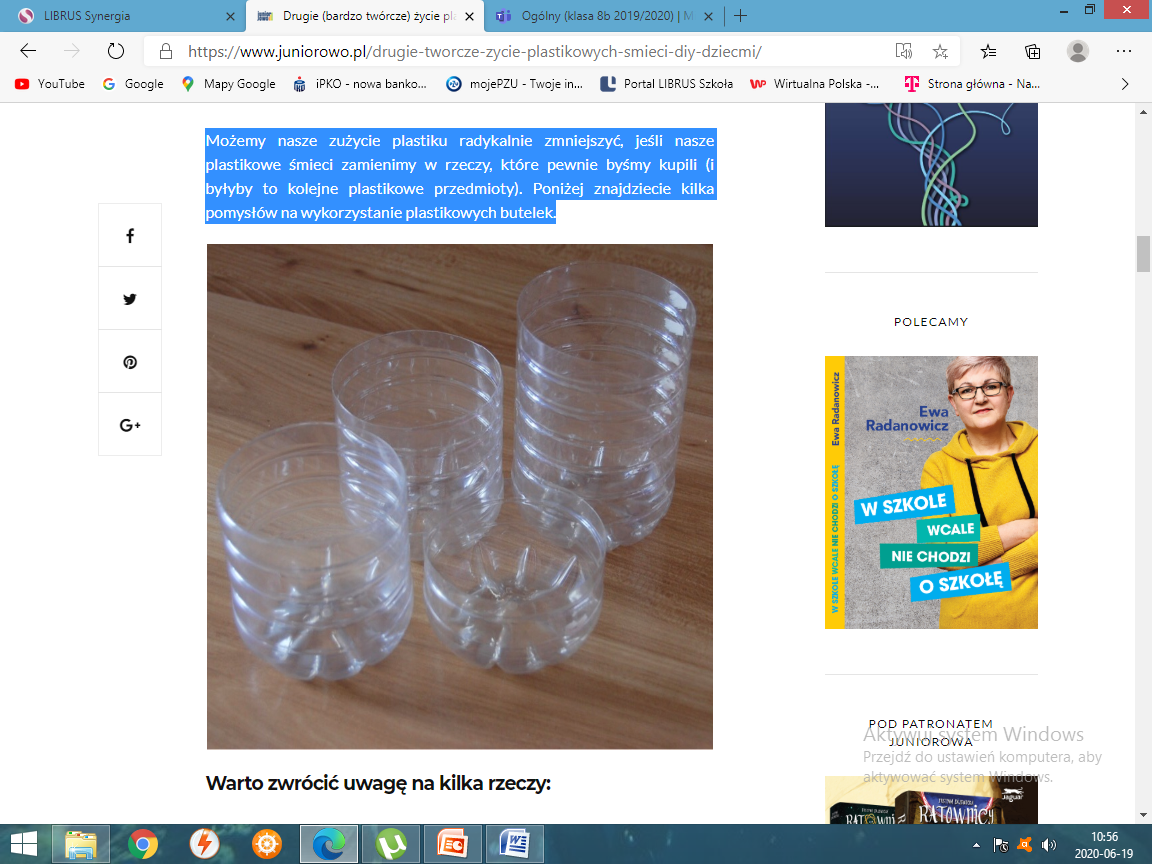 LIBRUS Synergia
Drugie (bardzo twórcze) życie pla
Ogólny (klasa 8b 2019/2020) | M
https://www.juniorowo.pl/drugie-tworcze-zycie-plastikowych-smieci-diy-dziecmi/
YouTube
Google
Mapy Google
iPKO - nowa banko...
mojePZU - Twoje in...
Portal LIBRUS Szkoła
Wirtualna Polska -...
Strona główna - Na...
Możemy nasze zużycie plastiku radykalnie zmniejszyć, jeśli nasze
plastikowe śmieci zamienimy w rzeczy, które pewnie byśmy kupili (i
byłyby to kolejne plastikowe przedmioty). Poniżej znajdziecie kilka
pomysłów na wykorzystanie plastikowych butelek.
G+
Warto zwrócić uwagę na kilka rzeczy:
POLECAMY
Ewa Radanowicz
W SZKOLE WCALE NIE CHODZI O SZKOŁĘ
Ewa
Radanowicz
W SZKOLE
WCALE
NIE CHODZI
O SZKOŁĘ
POD PATRONATEM
JUNIOROWA
Aktywuj system Windows
Przejdź do ustawień komputera, aby
aktywować system Windows.
Jaguar
RATOWNICY
10:56
2020-06-19